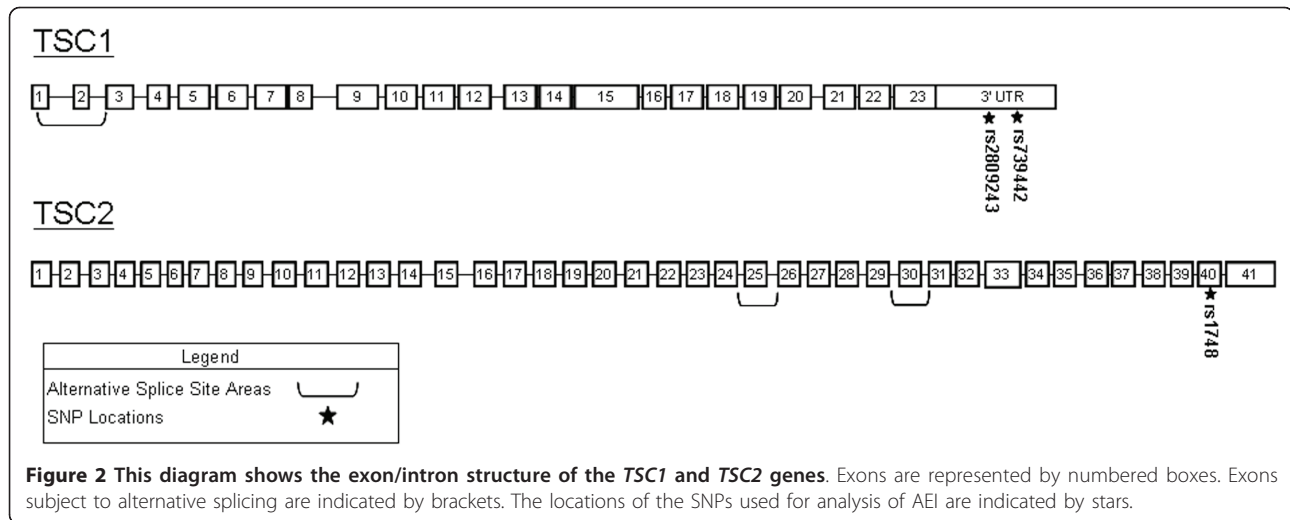 TSC1
1 2 3 4 5 6 7 8 9 10 11 12 13 14 15 16 17 18 19 20 21 22 23 3' UTR
rs2809243
rs739442
TSC2
1 2 3 4 5 6 7 8 9 10 11 12 13 14 15 16 17 18 19 20 21 22 23 24 25 26 27 28 29 30 31 32 33 34 35 36 37 38 39 40 41
rs1748
Legend
Alternative Splice Site Areas
SNP Locations
Figure 2 This diagram shows the exon/intron structure of the TSC1 and TSC2 genes. Exons are represented by numbered boxes. Exons
subject to alternative splicing are indicated by brackets. The locations of the SNPs used for analysis of AEI are indicated by stars.